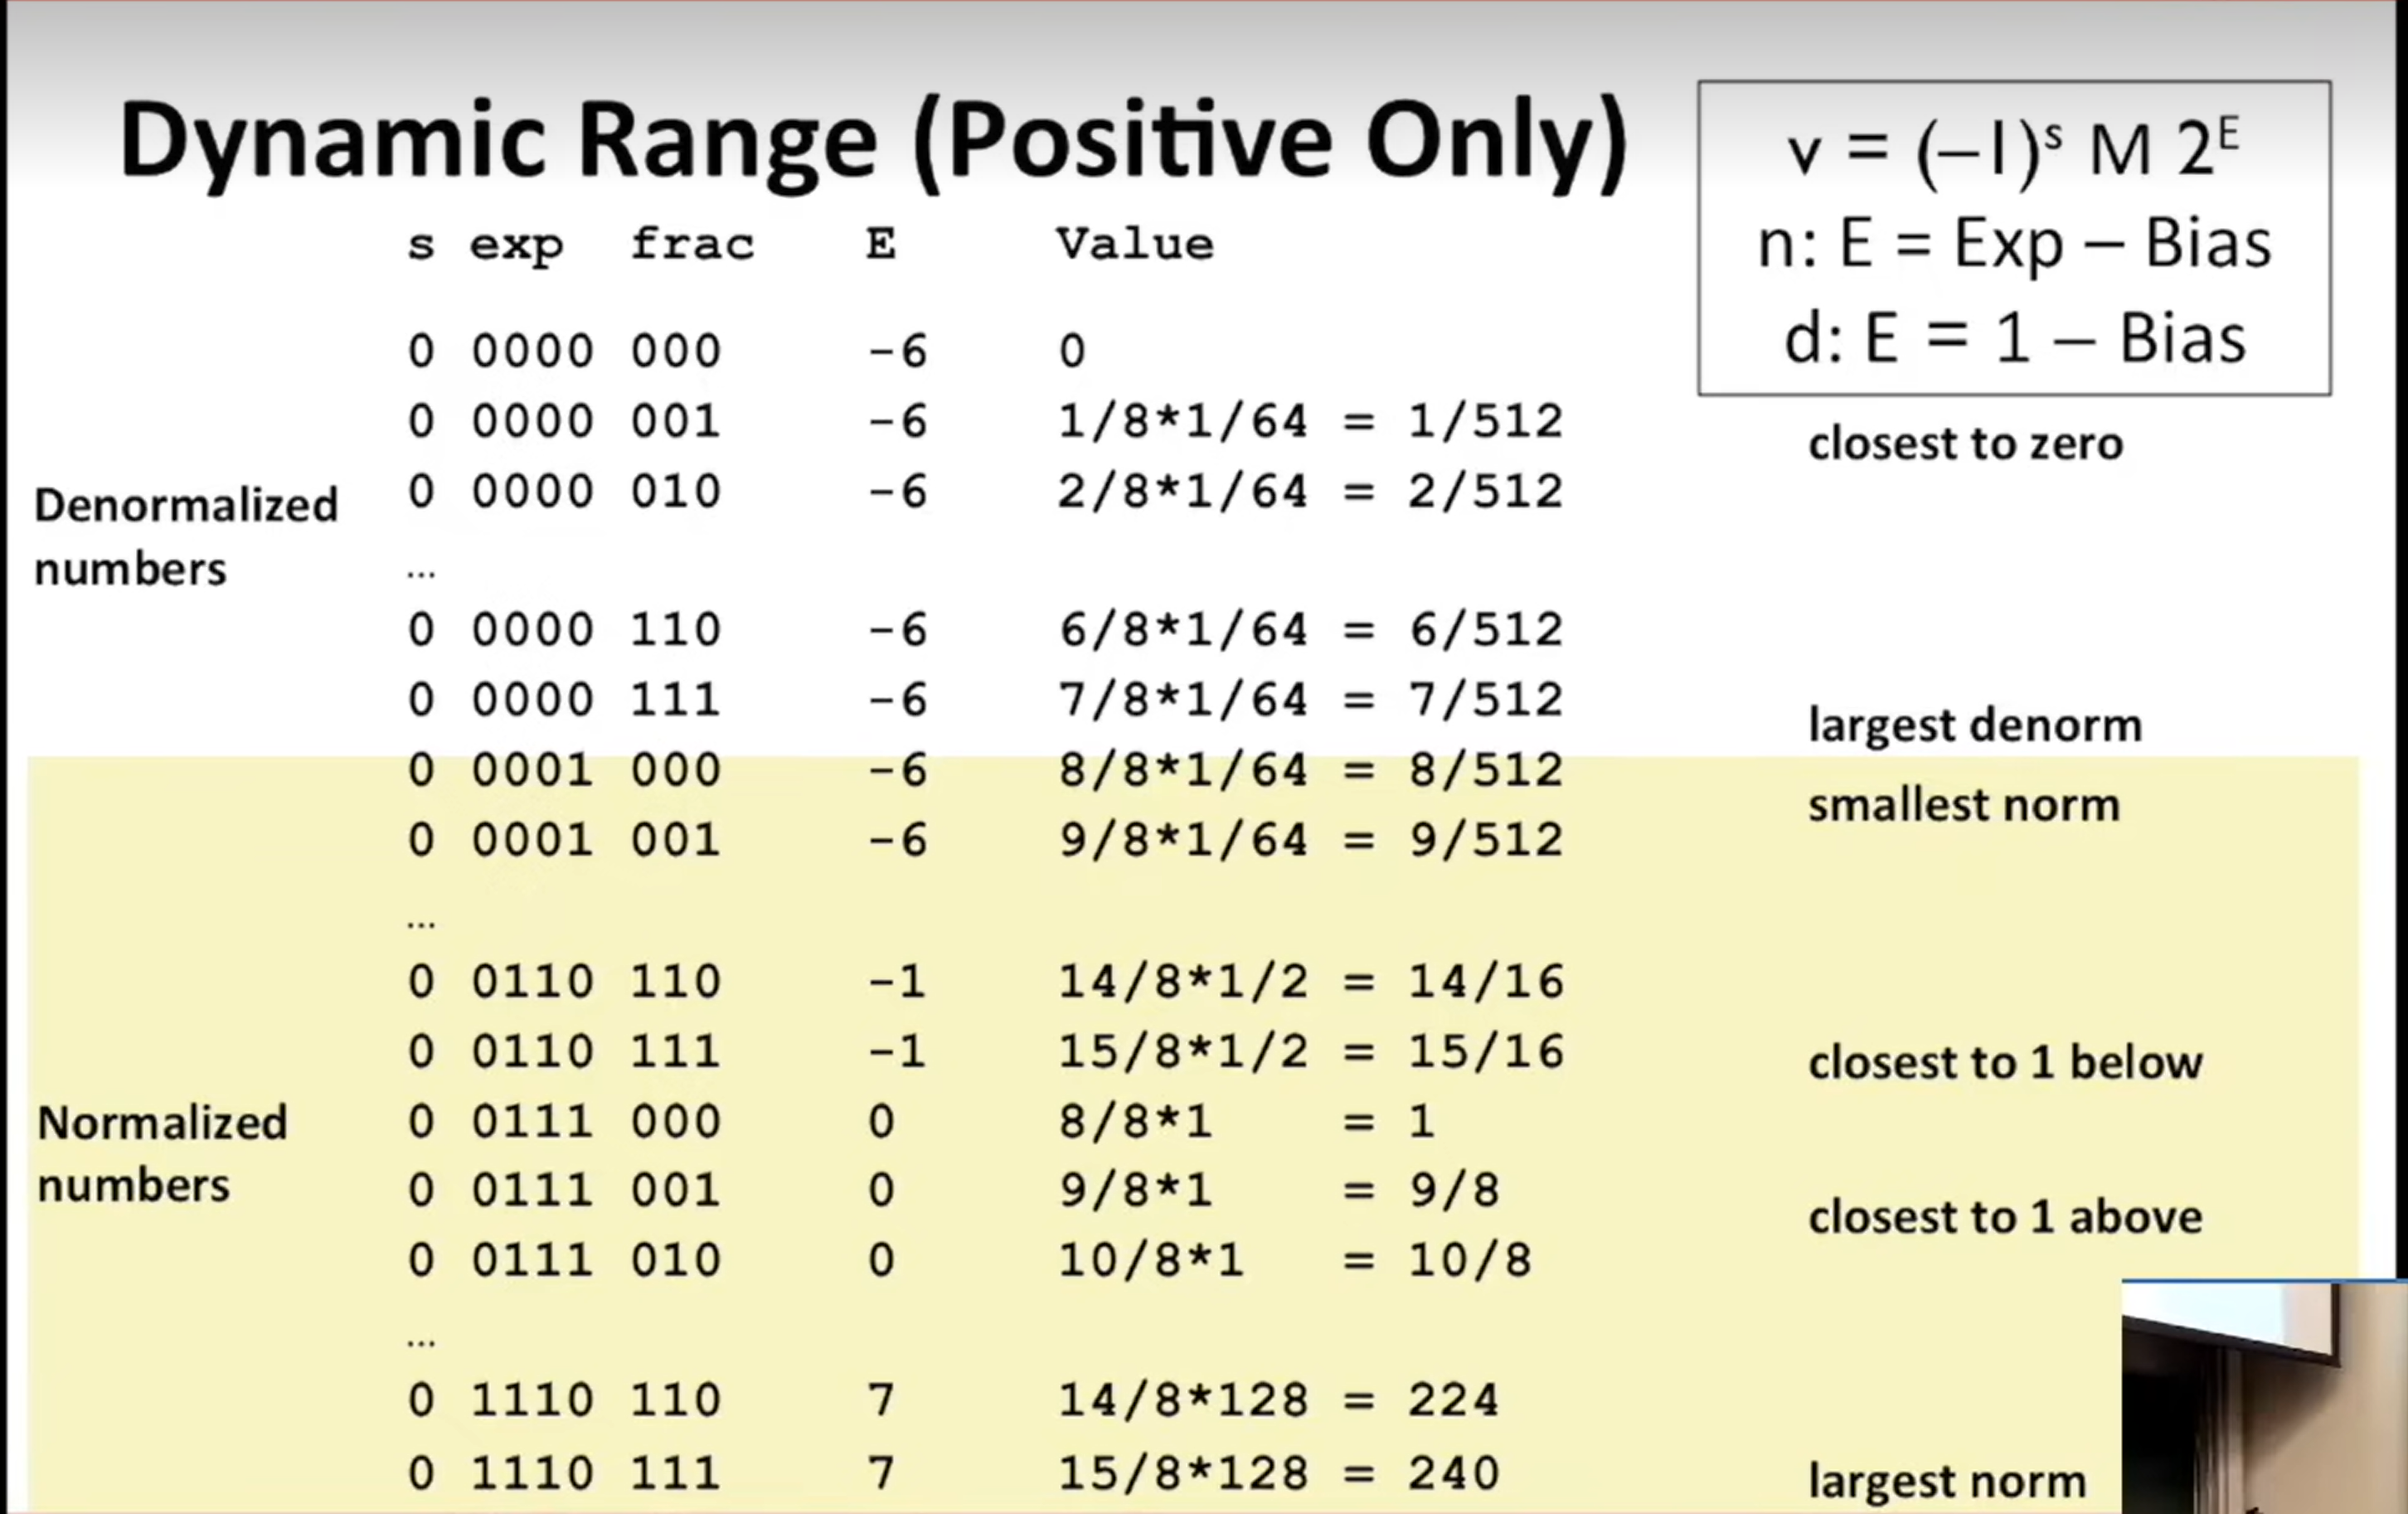 Dynamic Range (Positive Only)
v = (–1)ˢ M 2ᴱ
n: E = Exp – Bias
d: E = 1 – Bias
s exp frac E Value
0 0000 000 -6 0
0 0000 001 -6 1/8*1/64 = 1/512 closest to zero
0 0000 010 -6 2/8*1/64 = 2/512
Denormalized
numbers
...
0 0000 110 -6 6/8*1/64 = 6/512
0 0000 111 -6 7/8*1/64 = 7/512 largest denorm
0 0001 000 -6 8/8*1/64 = 8/512 smallest norm
0 0001 001 -6 9/8*1/64 = 9/512
...
0 0110 110 -1 14/8*1/2 = 14/16
0 0110 111 -1 15/8*1/2 = 15/16 closest to 1 below
Normalized
numbers
0 0111 000 0 8/8*1 = 1
0 0111 001 0 9/8*1 = 9/8 closest to 1 above
0 0111 010 0 10/8*1 = 10/8
...
0 1110 110 7 14/8*128 = 224
0 1110 111 7 15/8*128 = 240 largest norm